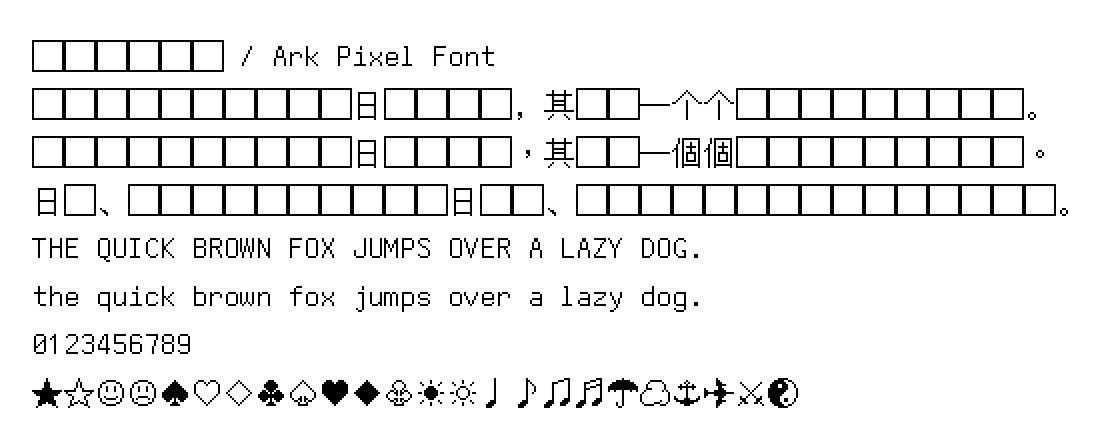 □□□□□□ / Ark Pixel Font
□□□□□□□□□□日□□□□，其□□一个个□□□□□□□□□。
□□□□□□□□□□日□□□□，其□□一個個□□□□□□□□□。
日□、□□□□□□□□□□日□□、□□□□□□□□□□□□□□□。
THE QUICK BROWN FOX JUMPS OVER A LAZY DOG.
the quick brown fox jumps over a lazy dog.
0123456789
★☆☺☹♠♡♢♣♤♥♦♧☀☼♩♪♫♬☂☁⚓✈⚔☯